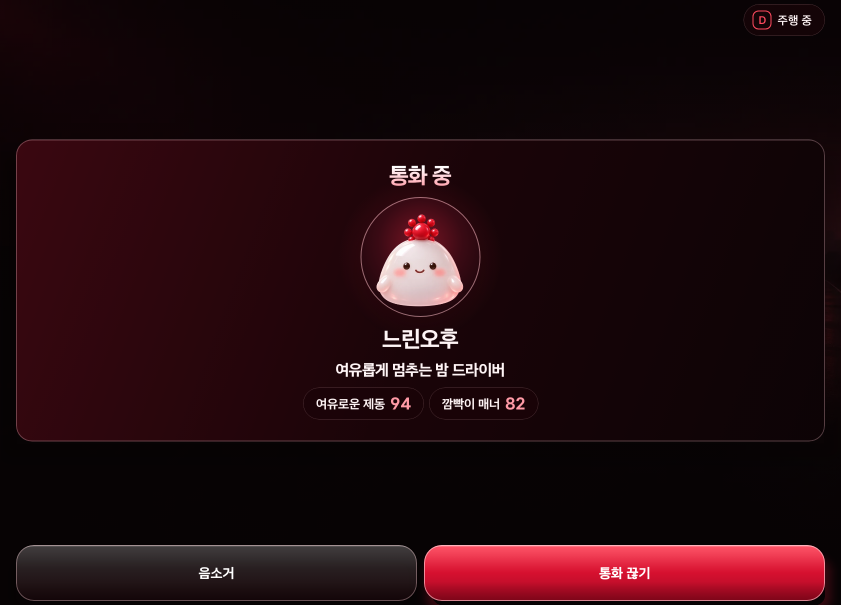 D 주행 중
통화 중
느린오후
여유롭게 멈추는 밤 드라이버
여유로운 제동 94 깜빡이 매너 82
음소거 통화 끊기